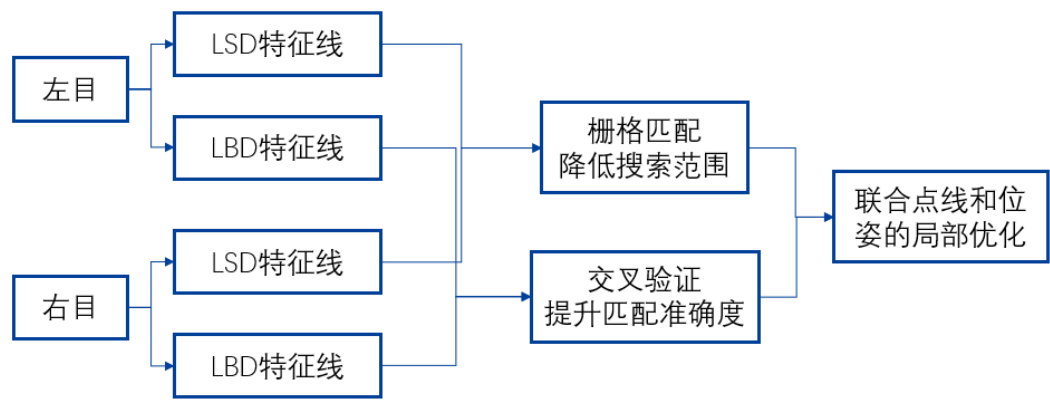 左目
LSD特征线
LBD特征线
右目
LSD特征线
LBD特征线
栅格匹配
降低搜索范围
交叉验证
提升匹配准确度
联合点线和位
姿的局部优化